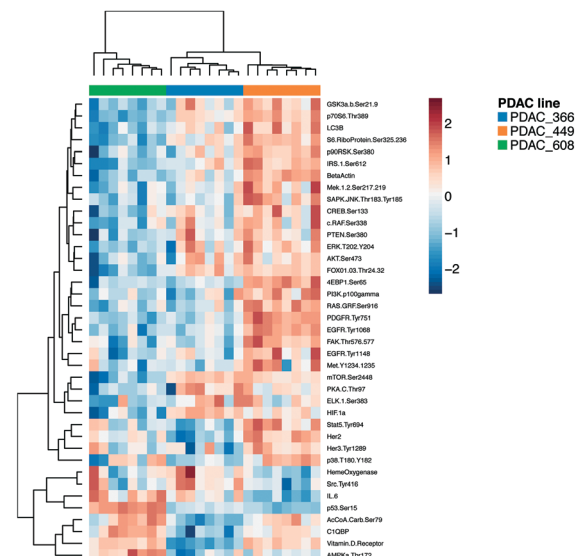 GSK3a.b.Ser21.9
p70S6.Thr389
LC3B
S6.RiboProtein.Ser325.236
p90RSK.Ser380
IRS.1.Ser612
BetaActin
Mek.1.2.Ser217.219
SAPK.JNK.Thr183.Tyr185
CREB.Ser133
c.RAF.Ser338
PTEN.Ser380
ERK.T202.Y204
AKT.Ser473
FOX01.03.Thr24.32
4EBP1.Ser65
PI3K.p100gamma
RAS.GRF.Ser916
PDGFR.Tyr751
EGFR.Tyr1068
FAK.Thr576.577
EGFR.Tyr1148
Met.Y1234.1235
mTOR.Ser2448
PKA.C.Thr97
ELK.1.Ser383
HIF.1a
Stat5.Tyr694
Her2
Her3.Tyr1289
p38.T180.Y182
HemeOxygenase
Src.Tyr416
IL.6
p53.Ser15
AcCoA.Carb.Ser79
C1QBP
Vitamin.D.Receptor
AMPKa.Thr172
2
1
0
−1
−2
PDAC line
PDAC_366
PDAC_449
PDAC_608